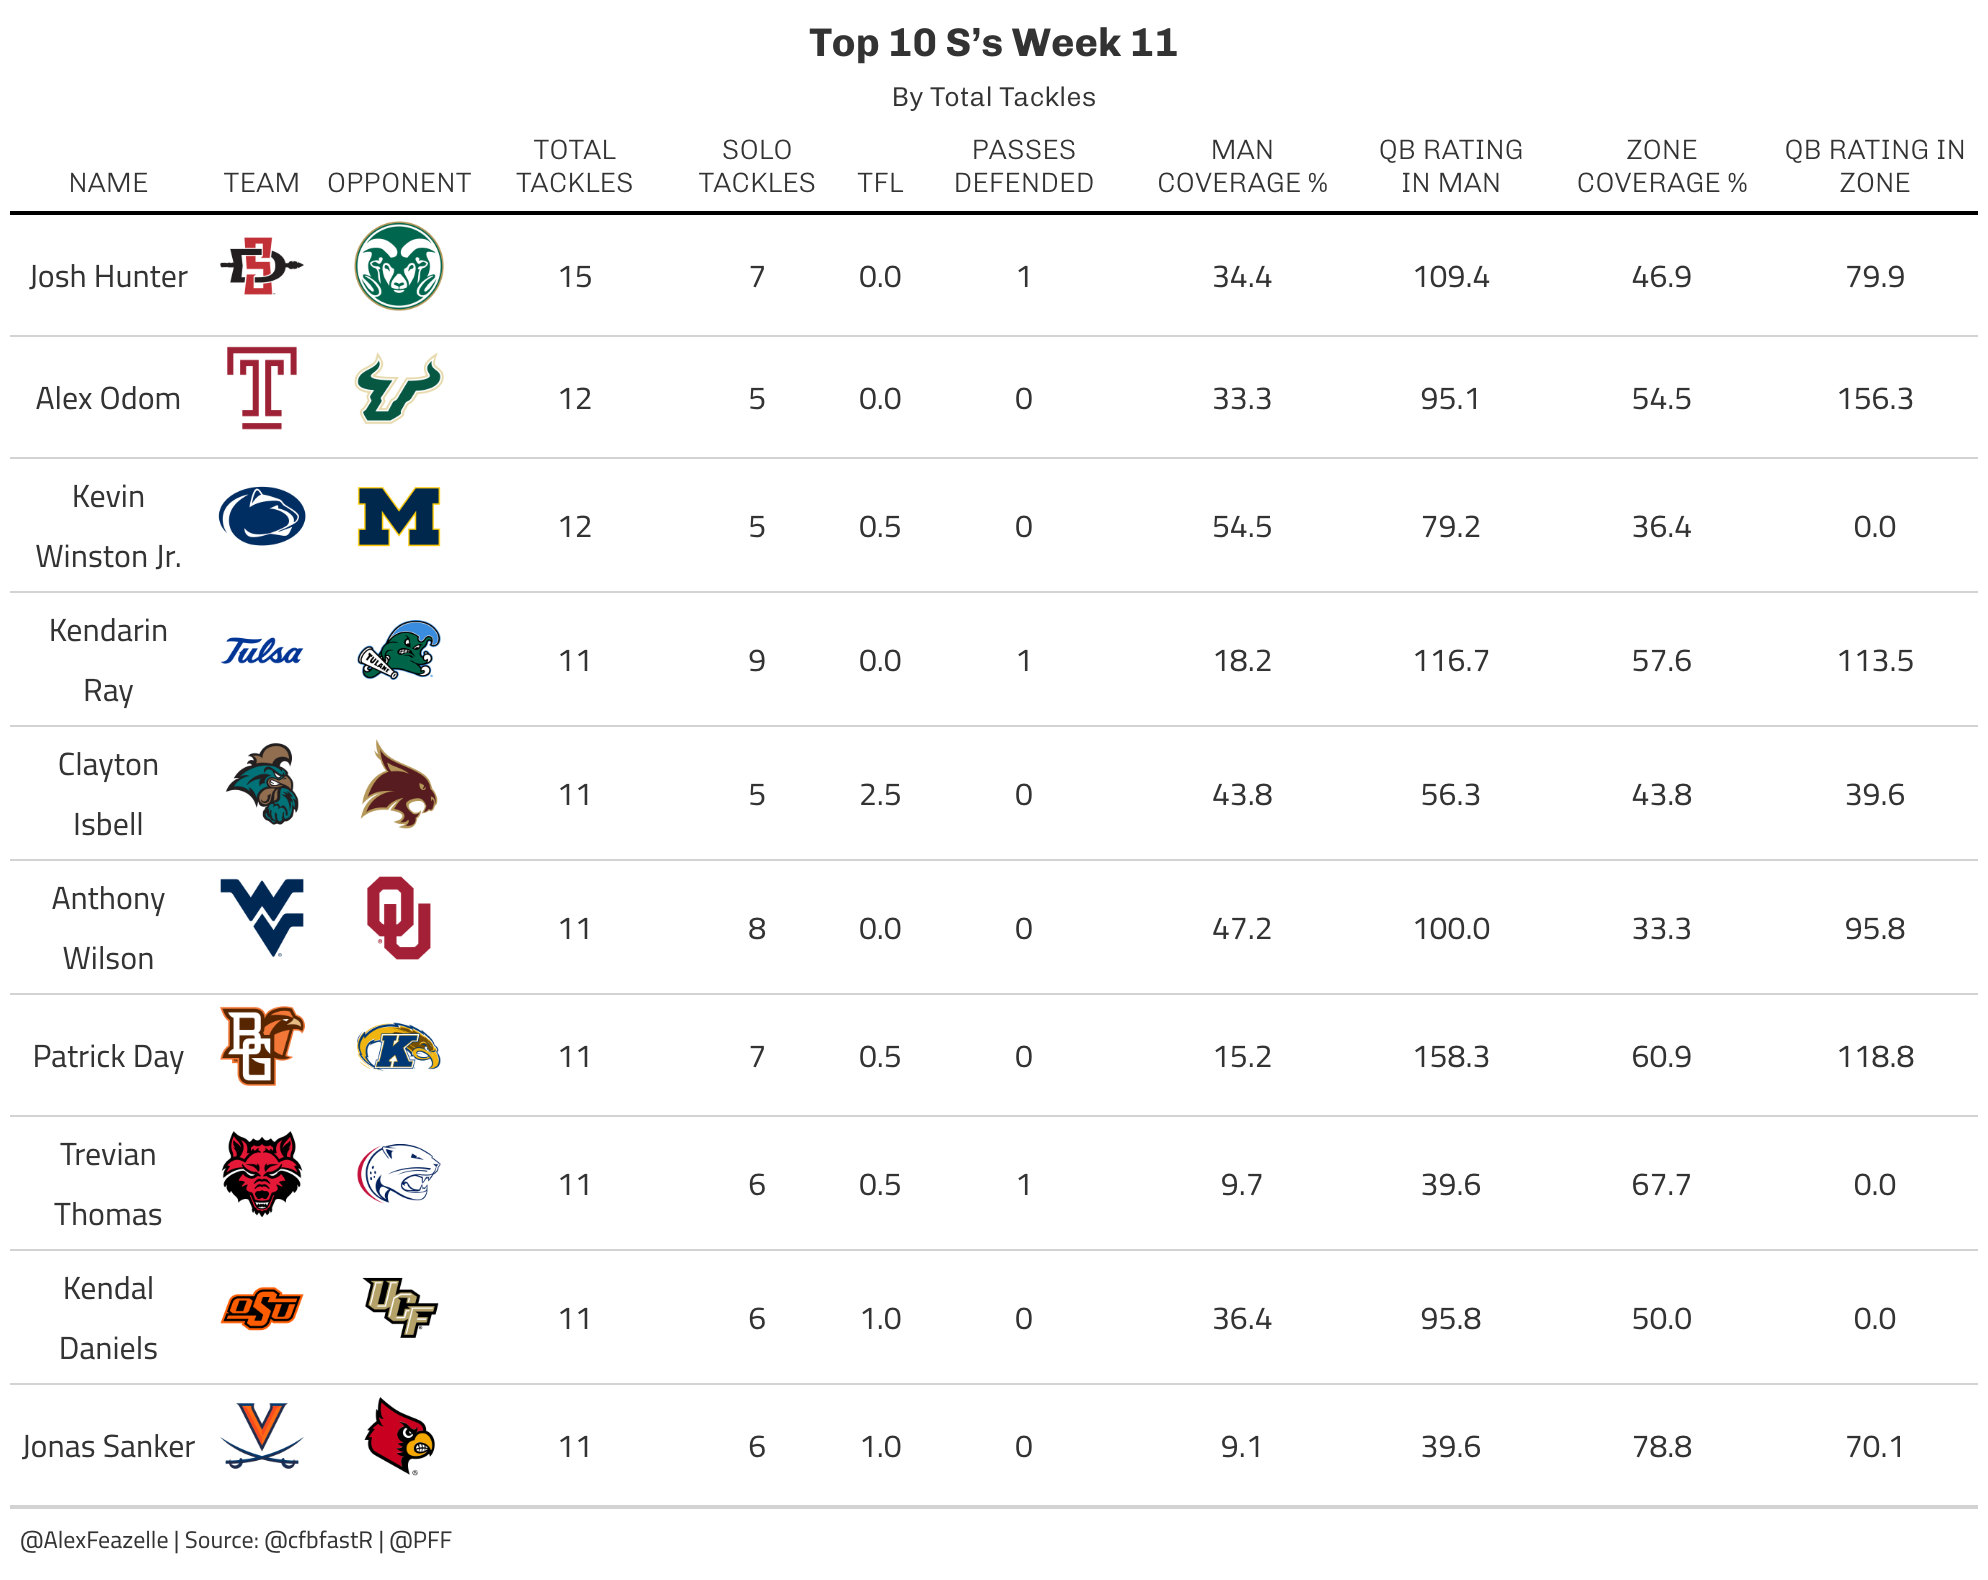 Top 10 S’s Week 11
By Total Tackles
NAME TEAM OPPONENT TOTAL TACKLES SOLO TACKLES TFL PASSES DEFENDED MAN COVERAGE % QB RATING IN MAN ZONE COVERAGE % QB RATING IN ZONE
Josh Hunter 15 7 0.0 1 34.4 109.4 46.9 79.9
Alex Odom 12 5 0.0 0 33.3 95.1 54.5 156.3
Kevin Winston Jr. 12 5 0.5 0 54.5 79.2 36.4 0.0
Kendarin Ray Tulsa TULANE 11 9 0.0 1 18.2 116.7 57.6 113.5
Clayton Isbell 11 5 2.5 0 43.8 56.3 43.8 39.6
Anthony Wilson WV OU 11 8 0.0 0 47.2 100.0 33.3 95.8
Patrick Day BG K 11 7 0.5 0 15.2 158.3 60.9 118.8
Trevian Thomas 11 6 0.5 1 9.7 39.6 67.7 0.0
Kendal Daniels OSU UCF 11 6 1.0 0 36.4 95.8 50.0 0.0
Jonas Sanker 11 6 1.0 0 9.1 39.6 78.8 70.1
@AlexFeazelle | Source: @cfbfastR | @PFF